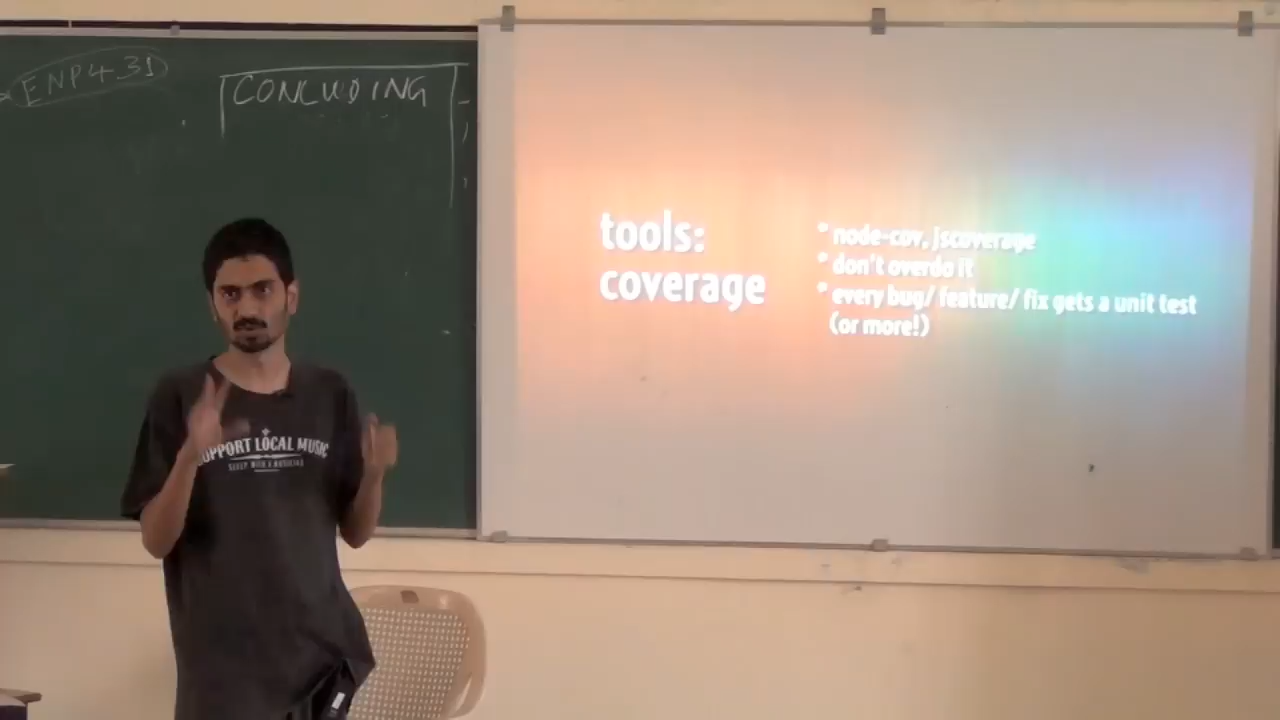 ENP431
CONCLUDING
tools:
coverage
* node-cov, jscoverage
* don't overdo it
* every bug/ feature/ fix gets a unit test
(or more!)
SUPPORT LOCAL MUSIC